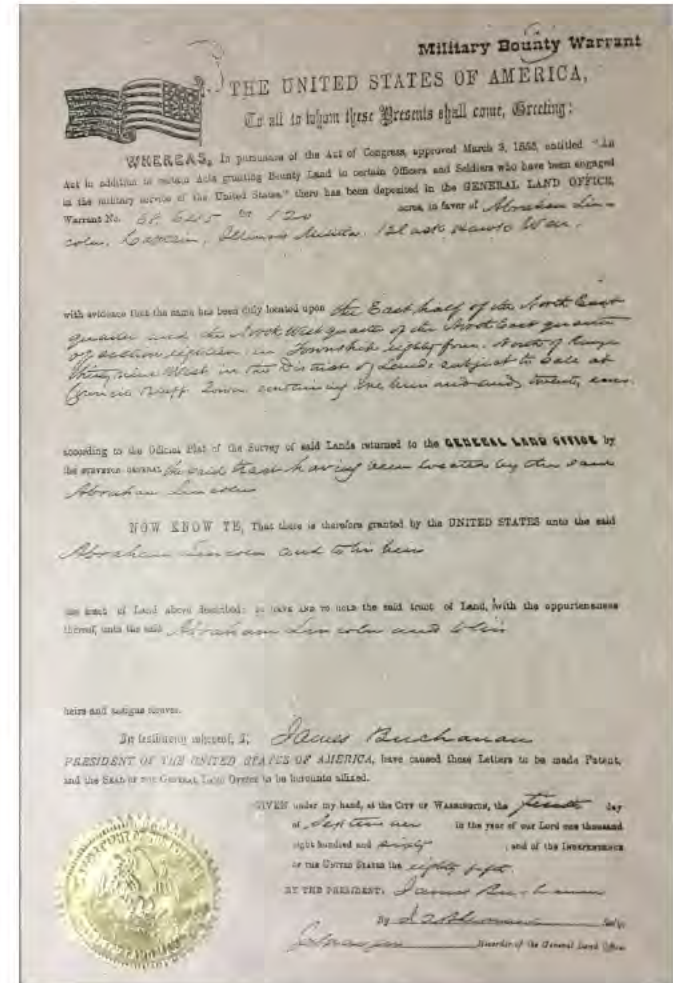 Military Bounty Warrant
THE UNITED STATES OF AMERICA,
To all to whom these Presents shall come, Greeting:
WHEREAS, In pursuance of the Act of Congress, approved March 3, 1855, entitled "An
Act in addition to certain Acts granting Bounty Land to certain Officers and Soldiers who have been engaged
in the military service of the United States," there has been deposited in the GENERAL LAND OFFICE,
Warrant No. 68.645 for 120 acres, in favor of Abraham Lin-
coln, Captain, Illinois Militia, Black Hawk War.
with evidence that the same has been duly located upon the East half of the North East
quarter and the North West quarter of the North East quarter
of section eighteen in Township eighty four, North of Range
thirty nine West in the District of Lands subject to Sale at
Council Bluff Iowa containing one hundred and twenty acres
according to the Official Plat of the Survey of said Lands returned to the GENERAL LAND OFFICE by
the SURVEYOR GENERAL the said Tract having been located by the said
Abraham Lincoln
NOW KNOW YE, That there is therefore granted by the UNITED STATES unto the said
Abraham Lincoln and to his heirs
the tract of Land above described: TO HAVE AND TO HOLD the said tract of Land, with the appurtenances
thereof, unto the said Abraham Lincoln and to his
heirs and assigns forever.
In testimony whereof, I, James Buchanan
PRESIDENT OF THE UNITED STATES OF AMERICA, have caused these Letters to be made Patent,
and the SEAL OF THE GENERAL LAND OFFICE to be hereunto affixed.
GIVEN under my hand, at the CITY OF WASHINGTON, the Tenth day
of September in the year of our Lord one thousand
eight hundred and sixty, and of the INDEPENDENCE
OF THE UNITED STATES the eighty fifth
BY THE PRESIDENT: James Buchanan
By Sec'y.
Recorder of the General Land Office